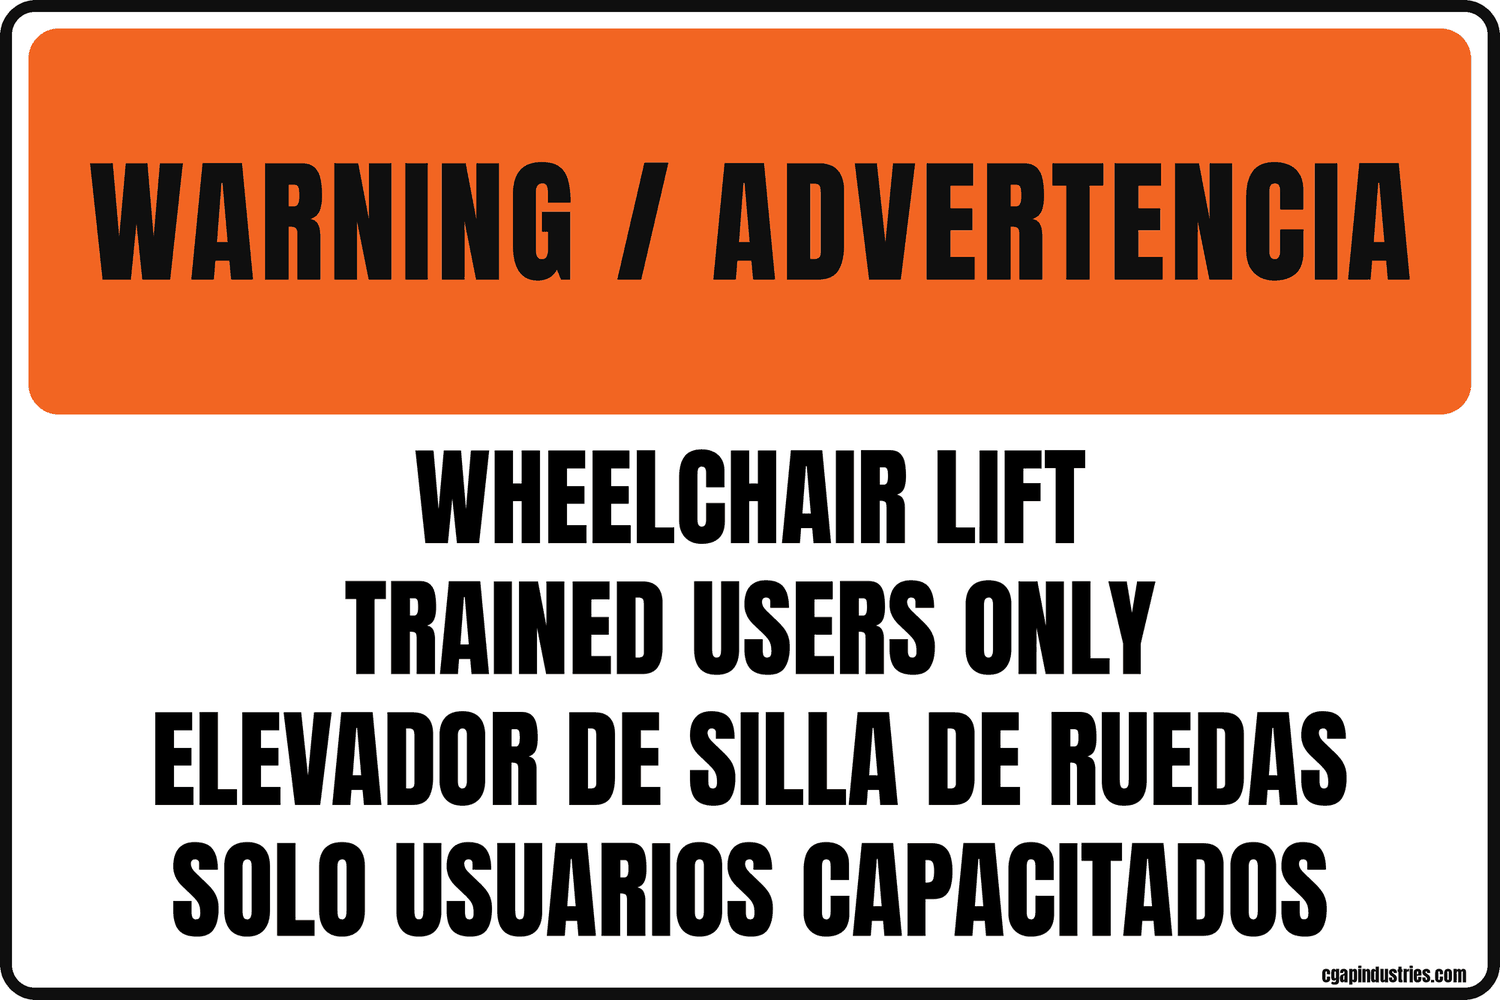 WARNING / ADVERTENCIA
WHEELCHAIR LIFT
TRAINED USERS ONLY
ELEVADOR DE SILLA DE RUEDAS
SOLO USUARIOS CAPACITADOS
cgapindustries.com